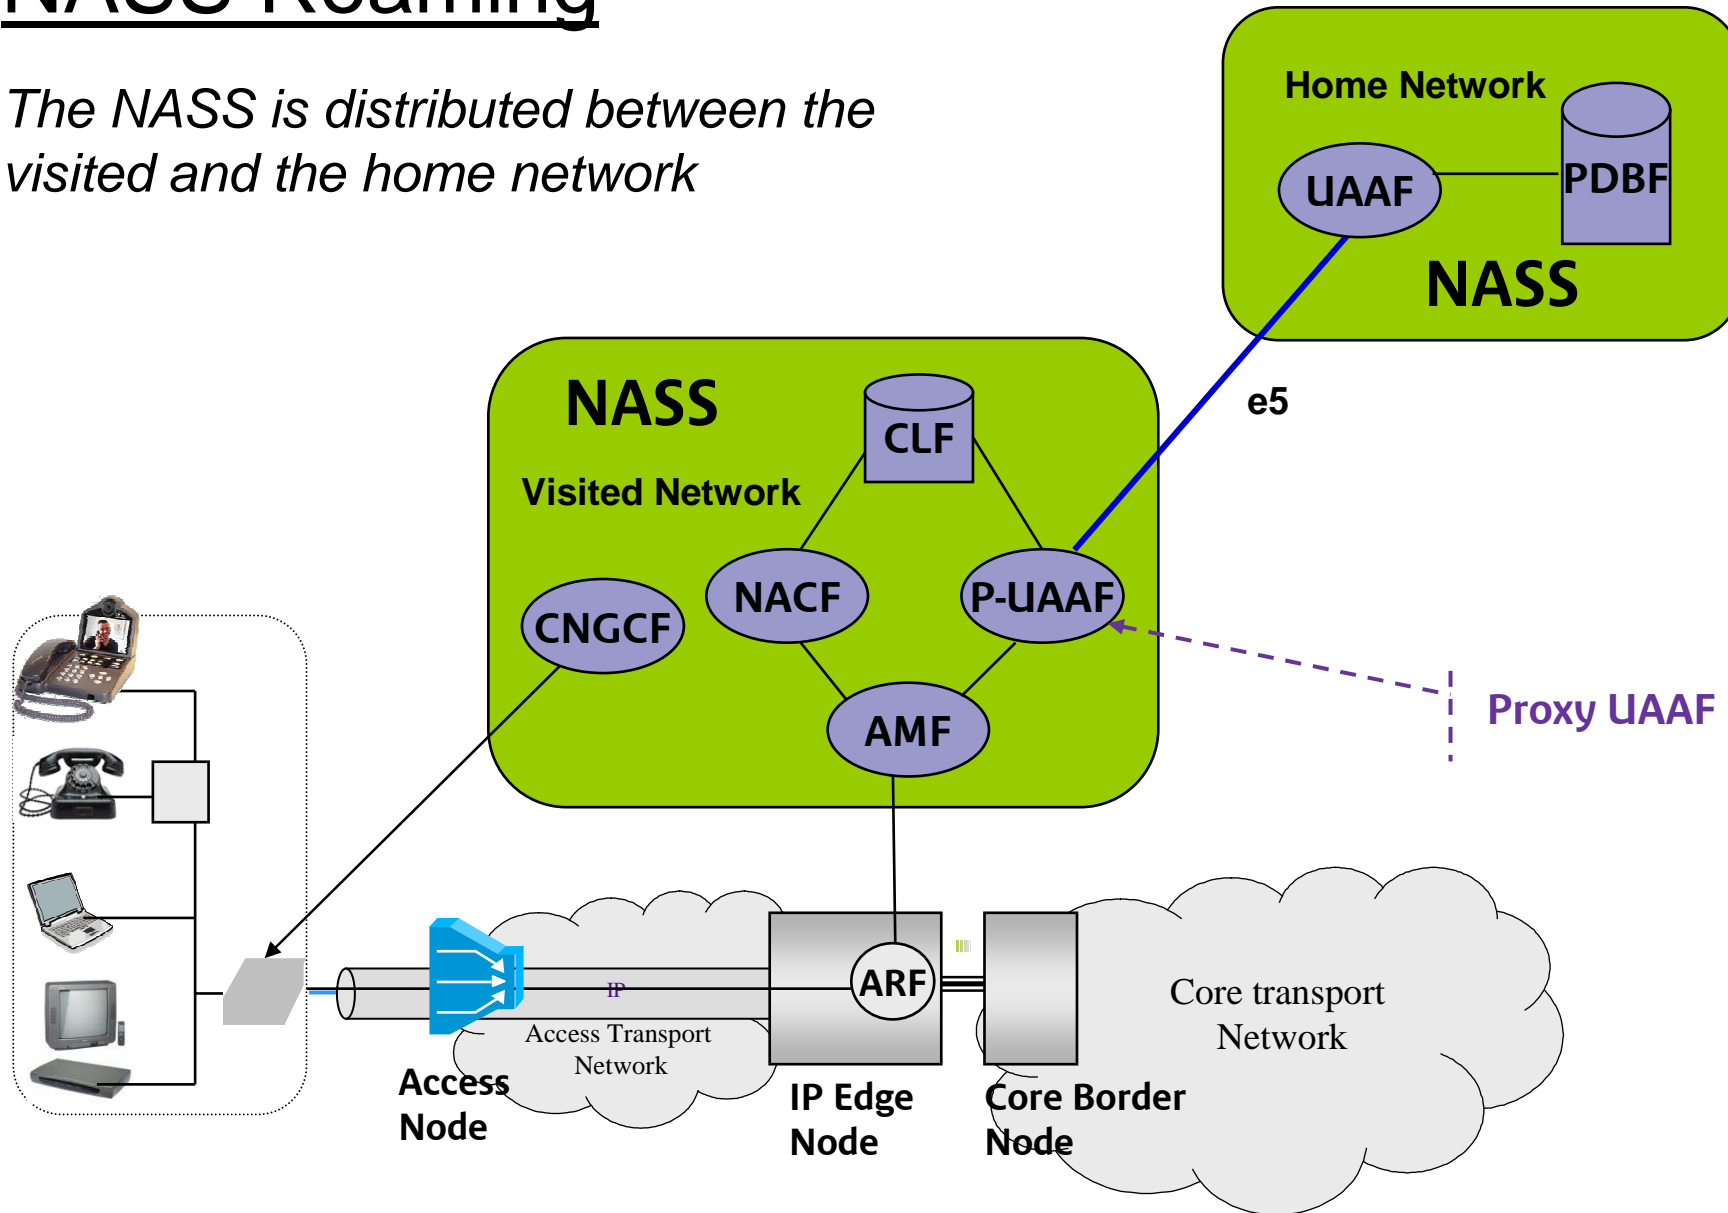 NASS Roaming
The NASS is distributed between the
visited and the home network
Home Network
UAAF
PDBF
NASS
e5
NASS
CLF
Visited Network
NACF
P-UAAF
CNGCF
AMF
Proxy UAAF
ARF
IP
Access Transport
Network
Core transport
Network
Access
Node
IP Edge
Node
Core Border
Node